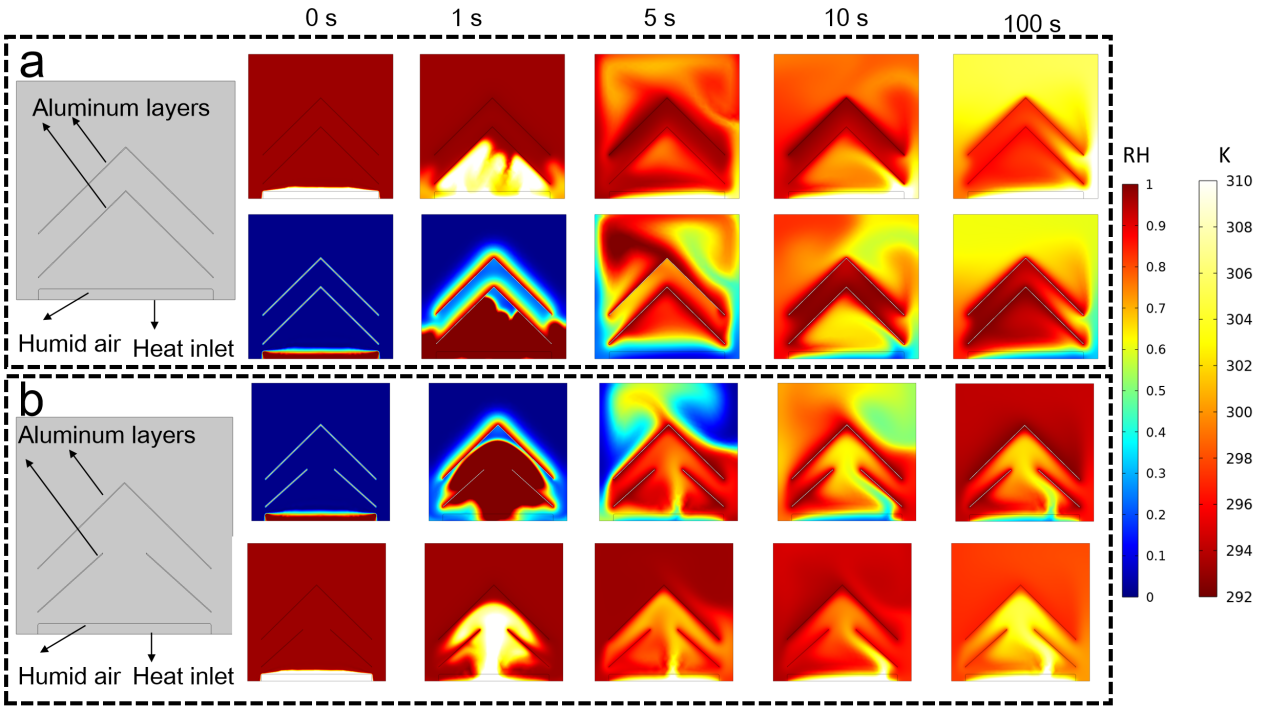 0 s 1 s 5 s 10 s 100 s
a
Aluminum layers
Humid air Heat inlet
b
Aluminum layers
Humid air Heat inlet
RH K
1 310
0.9 308
0.8 306
0.7 304
0.6 302
0.5 300
0.4 298
0.3 296
0.2 294
0.1 292
0